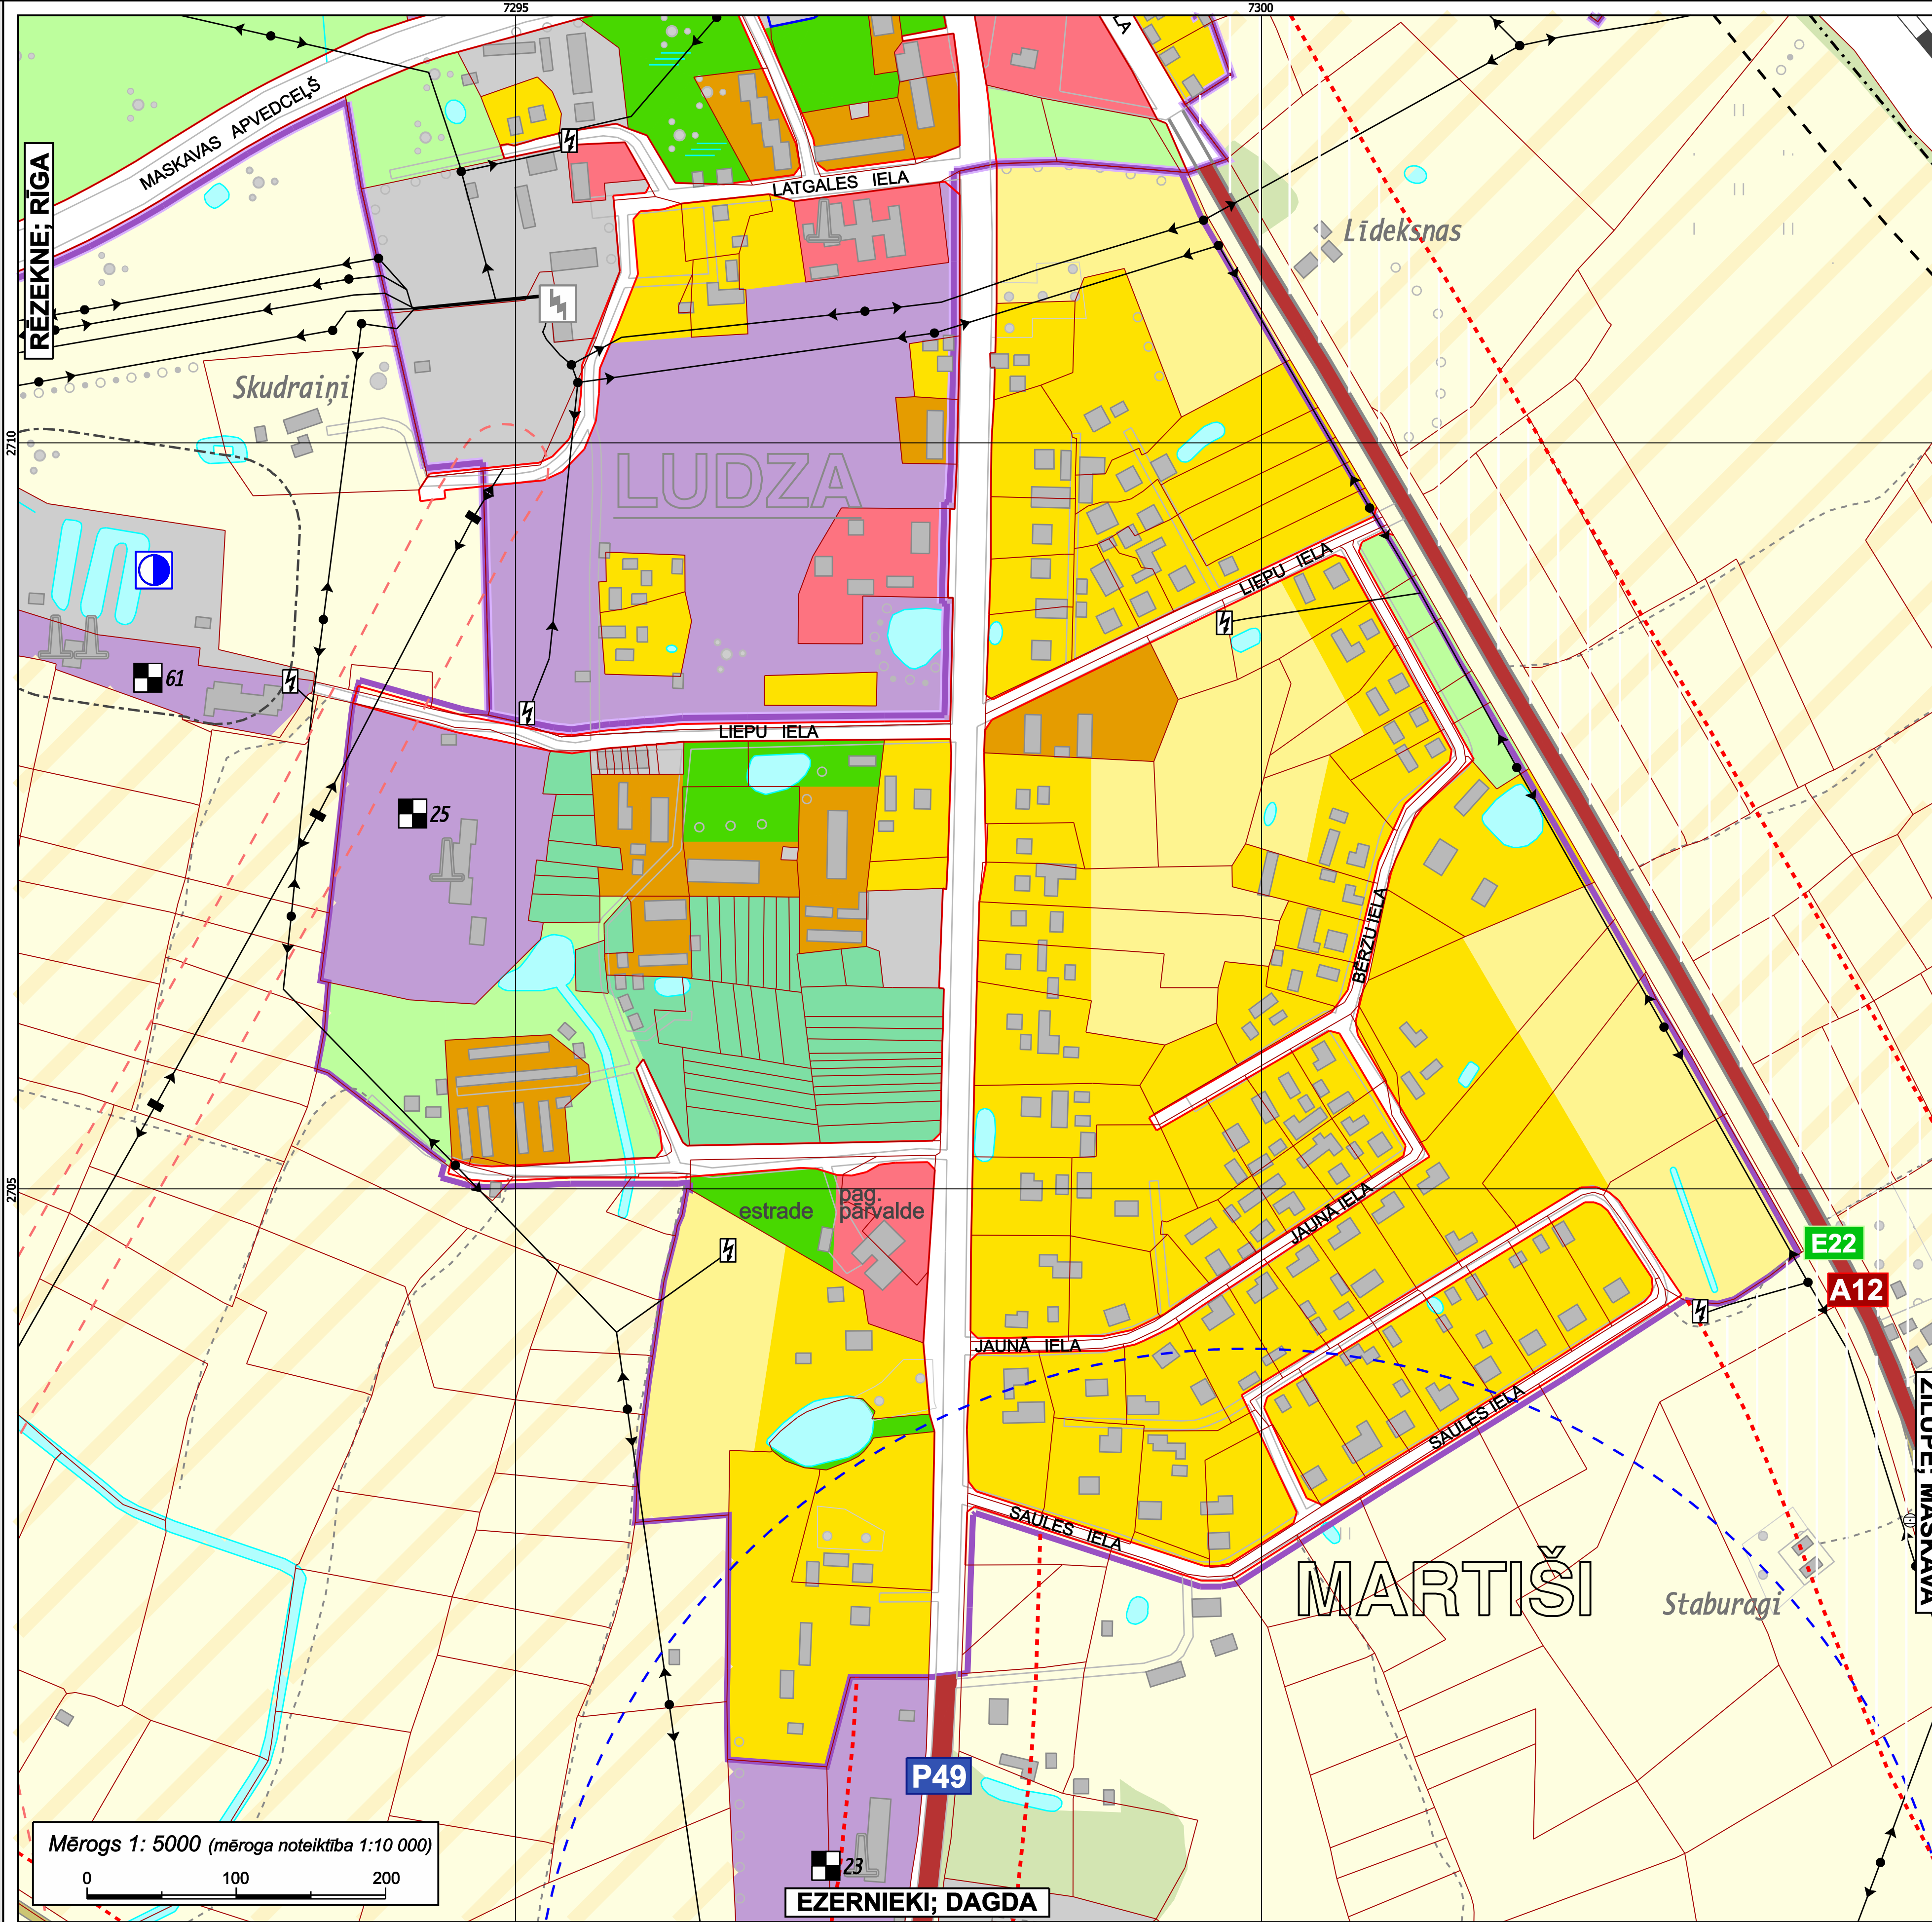 7295
7300
MASKAVAS APVEDCEĻŠ
LA
RĒZEKNE; RĪGA
LATGALES IELA
Līdeksnas
Skudraiņi
2710
LUDZA
LIEPU IELA
61
LIEPU IELA
25
BĒRZU IELA
2705
estrade
pag.
pārvalde
JAUNĀ IELA
E22
A12
JAUNĀ IELA
SAULES IELA
ZILUPE; MASKAVA
SAULES IELA
MARTIŠI
Staburagi
P49
Mērogs 1: 5000 (mēroga noteiktība 1:10 000)
0 100 200
23
EZERNIEKI; DAGDA